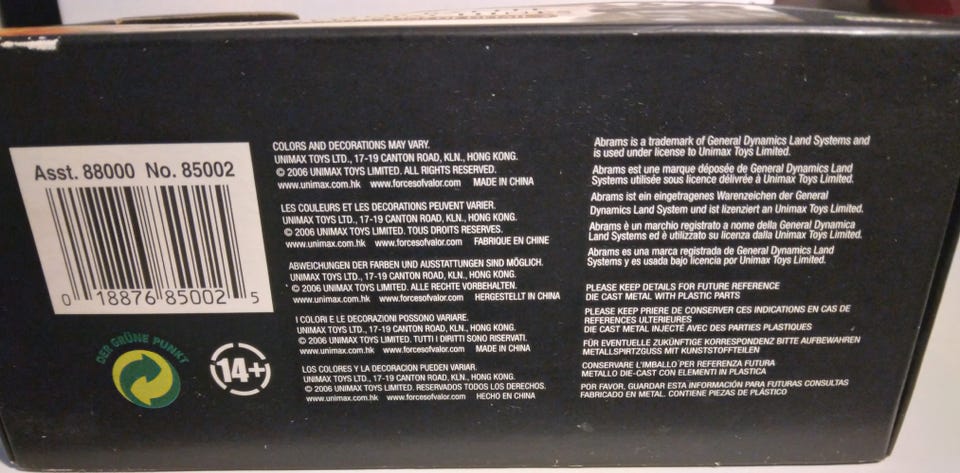 Asst. 88000 No. 85002
0 18876 85002 5
DER GRÜNE PUNKT
14+
COLORS AND DECORATIONS MAY VARY.
UNIMAX TOYS LTD., 17-19 CANTON ROAD, KLN., HONG KONG.
© 2006 UNIMAX TOYS LIMITED. ALL RIGHTS RESERVED.
www.unimax.com.hk www.forcesofvalor.com MADE IN CHINA
LES COULEURS ET LES DECORATIONS PEUVENT VARIER.
UNIMAX TOYS LTD., 17-19 CANTON ROAD, KLN., HONG KONG.
© 2006 UNIMAX TOYS LIMITED. TOUS DROITS RESERVES.
www.unimax.com.hk www.forcesofvalor.com FABRIQUE EN CHINE
ABWEICHUNGEN DER FARBEN UND AUSSTATTUNGEN SIND MÖGLICH.
UNIMAX TOYS LTD., 17-19 CANTON ROAD, KLN., HONG KONG.
© 2006 UNIMAX TOYS LIMITED. ALLE RECHTE VORBEHALTEN.
www.unimax.com.hk www.forcesofvalor.com HERGESTELLT IN CHINA
I COLORI E LE DECORAZIONI POSSONO VARIARE.
UNIMAX TOYS LTD., 17-19 CANTON ROAD, KLN., HONG KONG.
© 2006 UNIMAX TOYS LIMITED. TUTTI I DIRITTI SONO RISERVATI.
www.unimax.com.hk www.forcesofvalor.com MADE IN CHINA
LOS COLORES Y LA DECORACION PUEDEN VARIAR.
UNIMAX TOYS LTD., 17-19 CANTON ROAD, KLN., HONG KONG.
© 2006 UNIMAX TOYS LIMITED. RESERVADOS TODOS LOS DERECHOS.
www.unimax.com.hk www.forcesofvalor.com HECHO EN CHINA
Abrams is a trademark of General Dynamics Land Systems and
is used under license to Unimax Toys Limited.
Abrams est une marque déposée de General Dynamics Land
Systems utilisée sous licence délivrée à Unimax Toys Limited.
Abrams ist ein eingetragenes Warenzeichen der General
Dynamics Land System und ist lizenziert an Unimax Toys Limited.
Abrams è un marchio registrato a nome della General Dynamica
Land Systems ed è utilizzato su licenza dalla Unimax Toys Limited.
Abrams es una marca registrada de General Dynamics Land
Systems y es usada bajo licencia por Unimax Toys Limited.
PLEASE KEEP DETAILS FOR FUTURE REFERENCE
DIE CAST METAL WITH PLASTIC PARTS
PLEASE KEEP PRIERE DE CONSERVER CES INDICATIONS EN CAS DE
REFERENCES ULTERIEURES
DIE CAST METAL INJECTÉ AVEC DES PARTIES PLASTIQUES
FÜR EVENTUELLE ZUKÜNFTIGE KORRESPONDENZ BITTE AUFBEWAHREN
METALLSPIRTZGUSS MIT KUNSTSTOFFTEILEN
CONSERVARE L'IMBALLO PER REFERENZA FUTURA
METALLO DIE-CAST CON ELEMENTI IN PLASTICA
POR FAVOR, GUARDAR ESTA INFORMACIÓN PARA FUTURAS CONSULTAS
FABRICADO EN METAL. CONTIENE PIEZAS DE PLÁSTICO